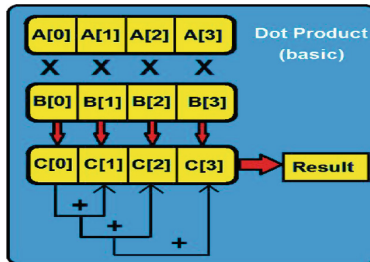 A[0] A[1] A[2] A[3]
Dot Product
(basic)
X X X X
B[0] B[1] B[2] B[3]
C[0] C[1] C[2] C[3]
Result
+
+
+